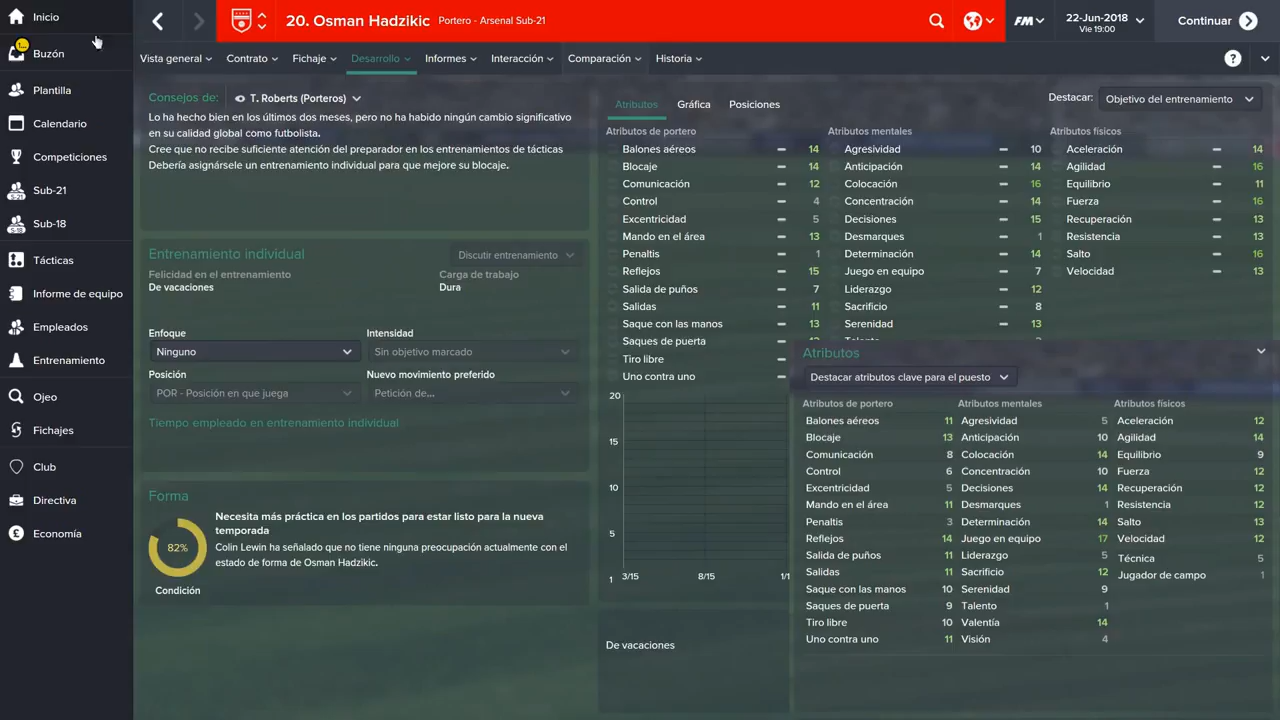 Inicio
Buzón
Plantilla
Calendario
Competiciones
Sub-21
Sub-18
Tácticas
Informe de equipo
Empleados
Entrenamiento
Ojeo
Fichajes
Club
Directiva
Economía
20. Osman Hadzikic Portero - Arsenal Sub-21
FM
22-Jun-2018
Vie 19:00
Continuar
Vista general Contrato Fichaje Desarrollo Informes Interacción Comparación Historia
?
Consejos de: T. Roberts (Porteros)
Lo ha hecho bien en los últimos dos meses, pero no ha habido ningún cambio significativo
en su calidad global como futbolista.
Cree que no recibe suficiente atención del preparador en los entrenamientos de tácticas
Debería asignársele un entrenamiento individual para que mejore su blocaje.
Entrenamiento individual Discutir entrenamiento
Felicidad en el entrenamiento Carga de trabajo
De vacaciones Dura
Enfoque Intensidad
Ninguno Sin objetivo marcado
Posición Nuevo movimiento preferido
POR - Posición en que juega Petición de...
Tiempo empleado en entrenamiento individual
Forma
Necesita más práctica en los partidos para estar listo para la nueva
temporada
82%
Colin Lewin ha señalado que no tiene ninguna preocupación actualmente con el
estado de forma de Osman Hadzikic.
Condición
Atributos Gráfica Posiciones
Destacar: Objetivo del entrenamiento
Atributos de portero Atributos mentales Atributos físicos
Balones aéreos - 14 Agresividad - 10 Aceleración - 14
Blocaje - 14 Anticipación - 14 Agilidad - 16
Comunicación - 12 Colocación - 16 Equilibrio - 11
Control - 4 Concentración - 14 Fuerza - 16
Excentricidad - 5 Decisiones - 15 Recuperación - 13
Mando en el área - 13 Desmarques - 1 Resistencia - 13
Penaltis - 1 Determinación - 14 Salto - 16
Reflejos - 15 Juego en equipo - 7 Velocidad - 13
Salida de puños - 7 Liderazgo - 12
Salidas - 11 Sacrificio - 8
Saque con las manos - 13 Serenidad - 13
Saques de puerta -
Tiro libre -
Uno contra uno -
20
15
10
5
1
3/15 8/15 1/1
De vacaciones
Atributos
Destacar atributos clave para el puesto
Atributos de portero Atributos mentales Atributos físicos
Balones aéreos 11 Agresividad 5 Aceleración 12
Blocaje 13 Anticipación 10 Agilidad 14
Comunicación 8 Colocación 14 Equilibrio 9
Control 6 Concentración 10 Fuerza 12
Excentricidad 5 Decisiones 14 Recuperación 12
Mando en el área 11 Desmarques 1 Resistencia 12
Penaltis 3 Determinación 14 Salto 13
Reflejos 14 Juego en equipo 17 Velocidad 12
Salida de puños 11 Liderazgo 5 Técnica 5
Salidas 11 Sacrificio 12 Jugador de campo 1
Saque con las manos 10 Serenidad 9
Saques de puerta 9 Talento 1
Tiro libre 10 Valentía 14
Uno contra uno 11 Visión 4